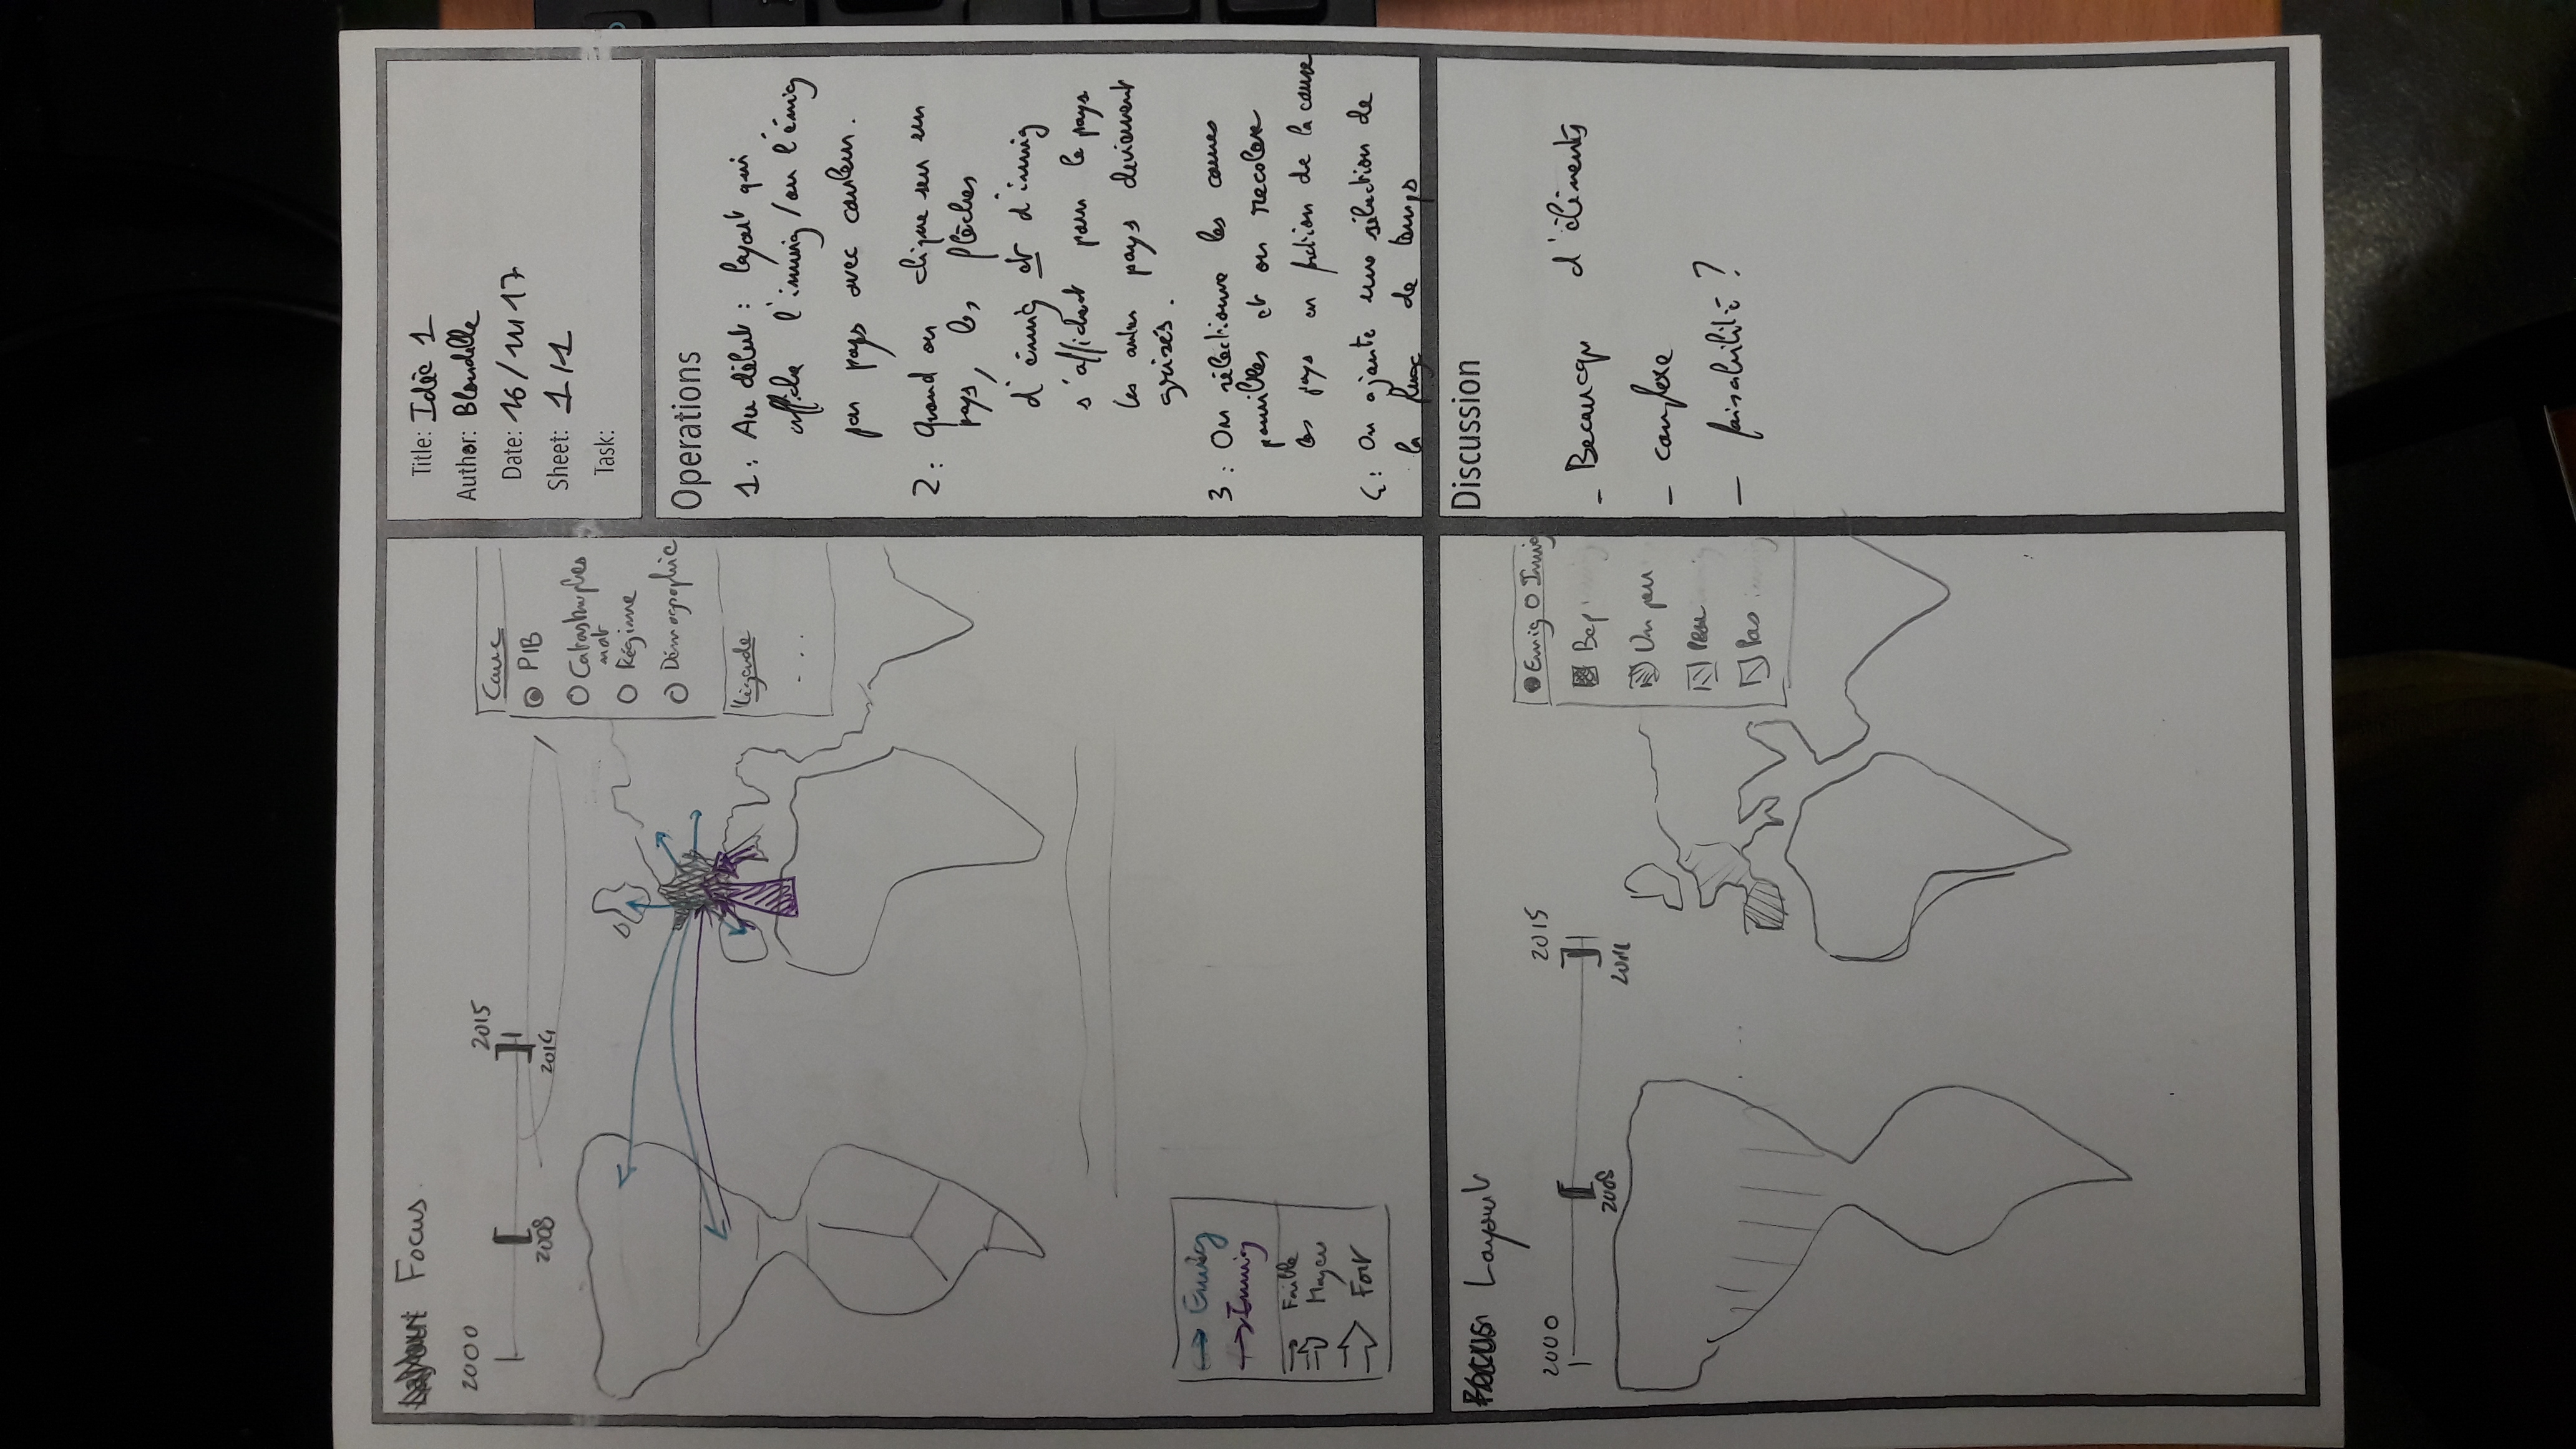 Focus
2000
2015
2008
2014
Cause
PIB
Catastrophes
nat
Régime
Démographie
Légende
...
Emig
Immig
Faible
Moyen
Fort
Title: Idée 1
Author: Blondelle
Date: 16/11/17
Sheet: 1/1
Task:
Operations
1: Au début : layout qui
affiche l'immig/ou l'émig
par pays avec couleur.
2: Quand on clique sur un
pays, les flèches
d'émig et d'immig
s'affichent pour le pays
les autres pays deviennent
grisés.
3: On sélectionne les causes
possibles et on recolore
les pays en fction de la cause
4: On ajoute une sélection de
la plage de temps
Layout
2000
2015
2008
2014
Emig Immig
Bcp
Un peu
Pas
Discussion
- Beaucoup d'éléments
- complexe
- faisabilité ?